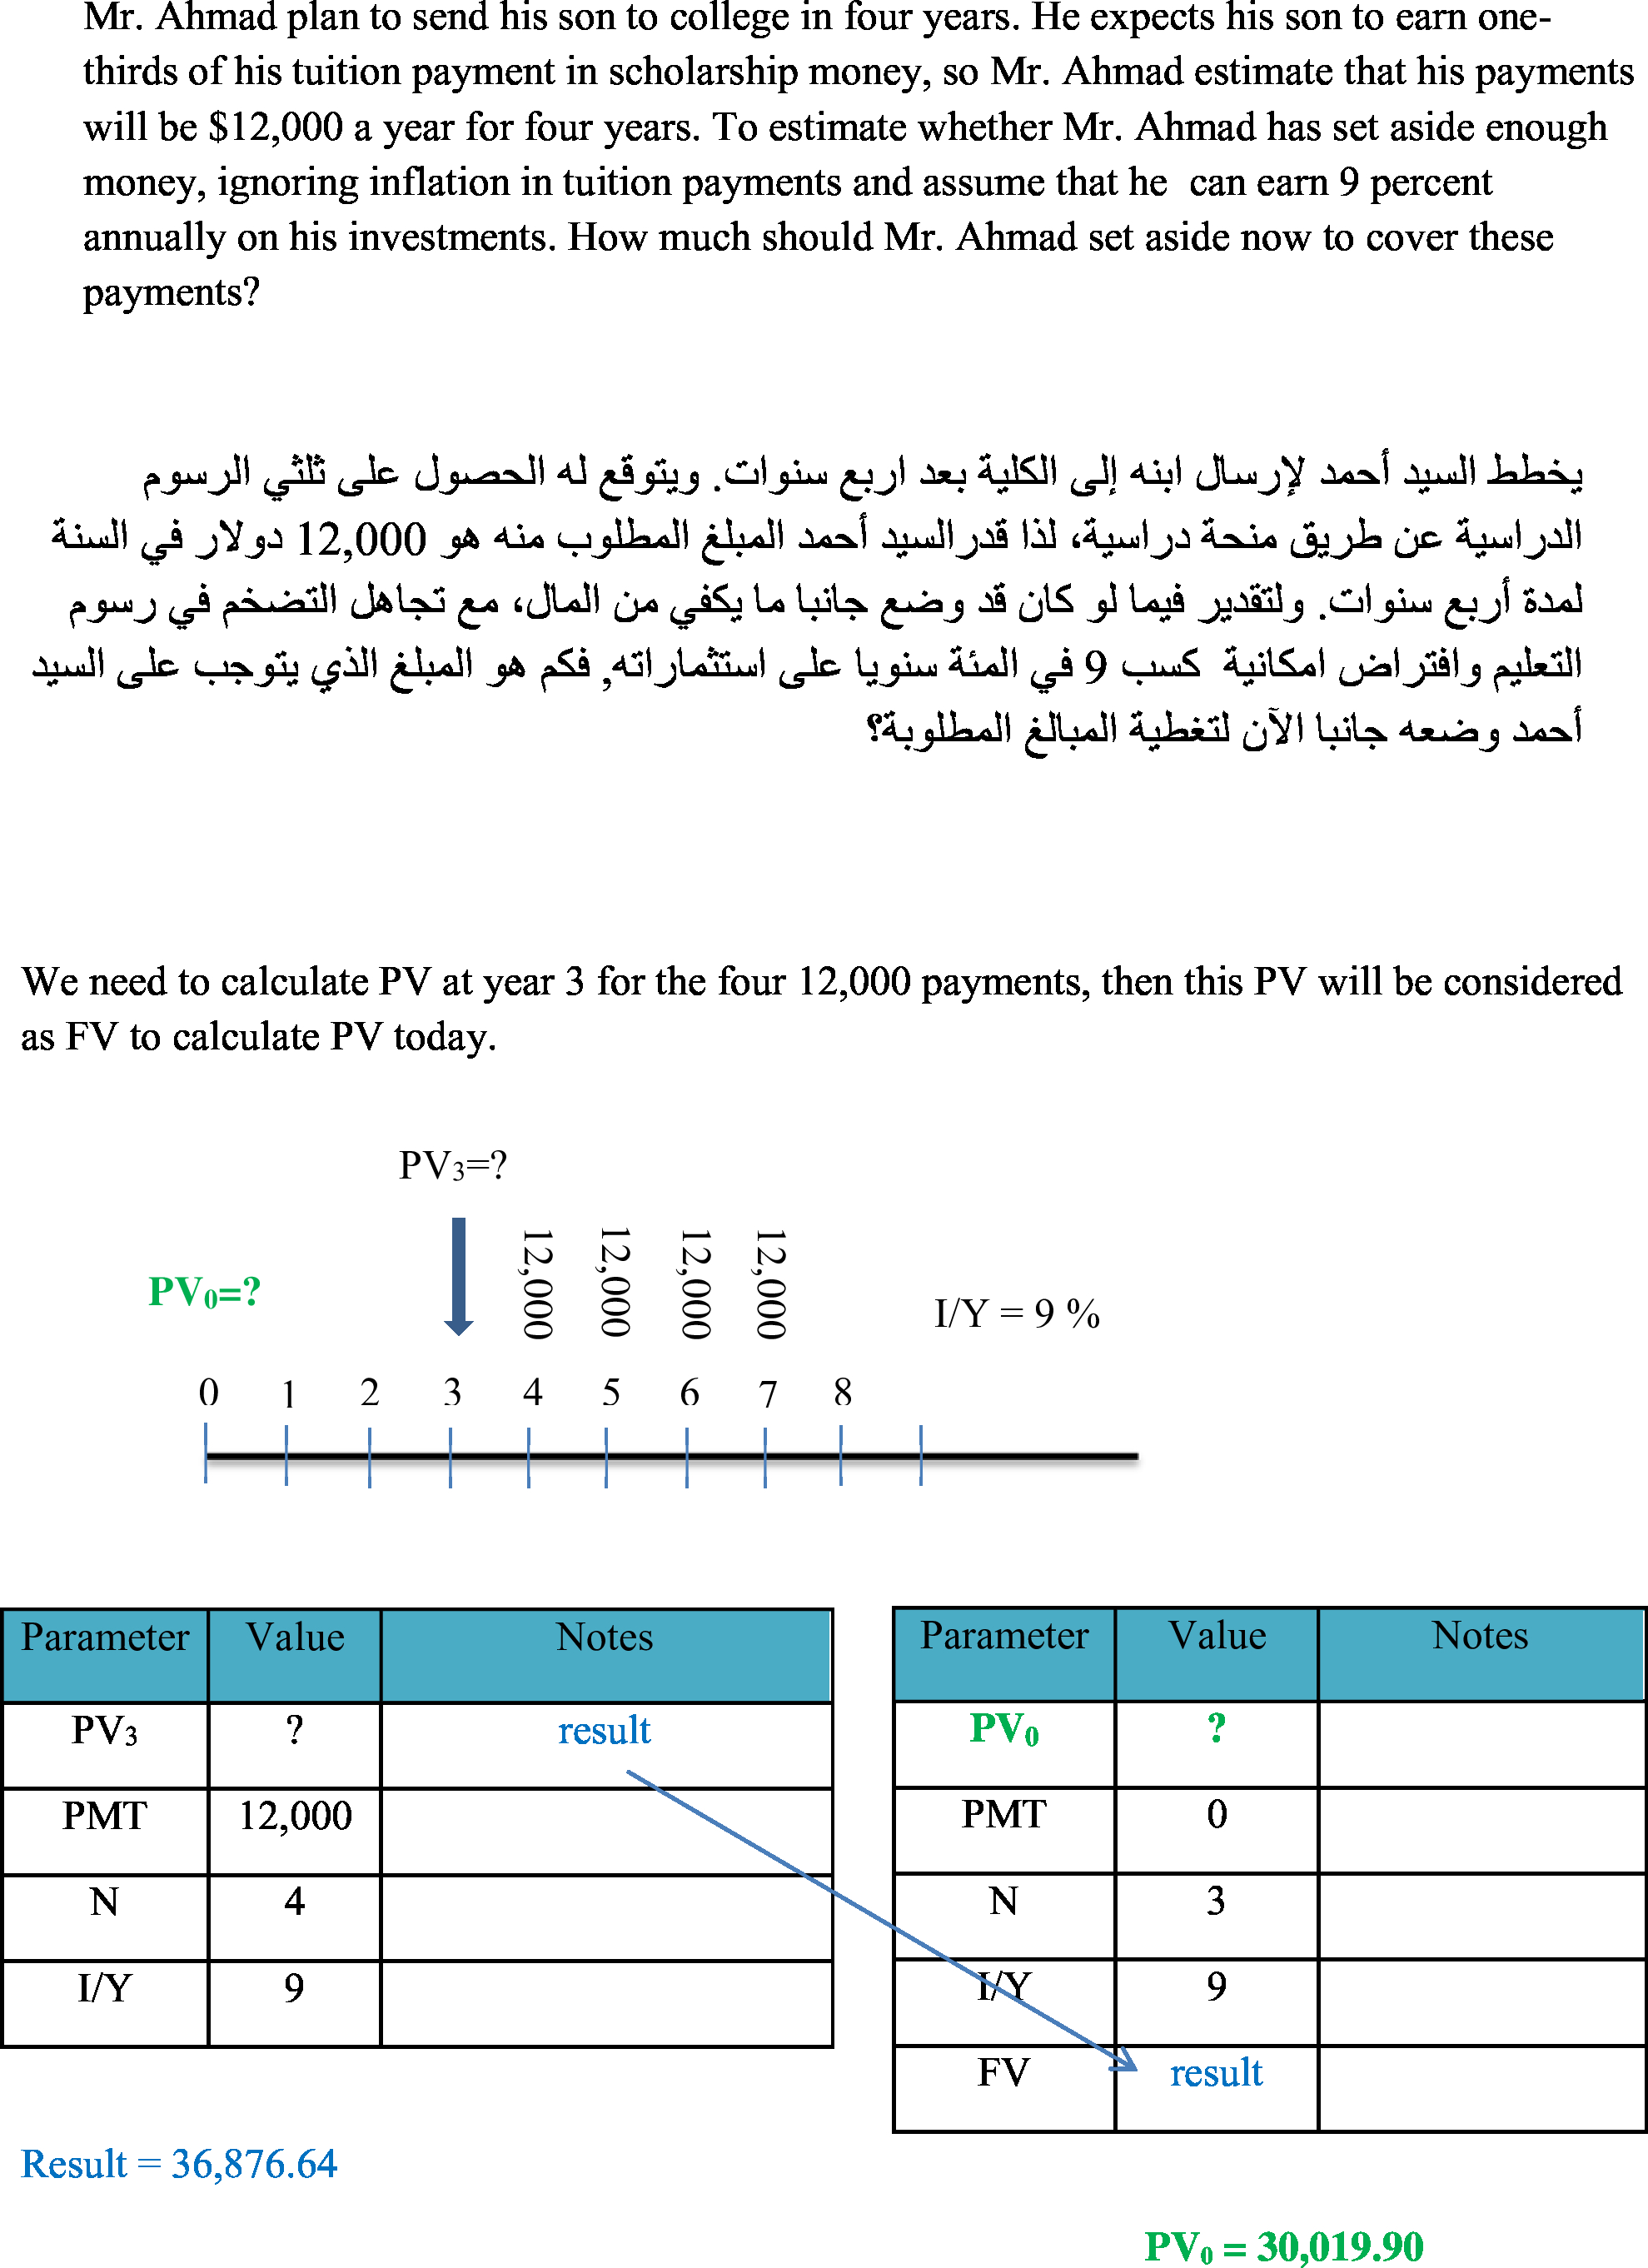 Mr. Ahmad plan to send his son to college in four years. He expects his son to earn one-
thirds of his tuition payment in scholarship money, so Mr. Ahmad estimate that his payments
will be $12,000 a year for four years. To estimate whether Mr. Ahmad has set aside enough
money, ignoring inflation in tuition payments and assume that he can earn 9 percent
annually on his investments. How much should Mr. Ahmad set aside now to cover these
payments?
يخطط السيد أحمد لإرسال ابنه إلى الكلية بعد اربع سنوات. ويتوقع له الحصول على ثلثي الرسوم
الدراسية عن طريق منحة دراسية، لذا قدر السيد أحمد المبلغ المطلوب منه هو 12,000 دولار في السنة
لمدة أربع سنوات. ولتقدير فيما لو كان قد وضع جانبا ما يكفي من المال، مع تجاهل التضخم في رسوم
التعليم وافتراض امكانية كسب 9 في المئة سنويا على استثماراته, فكم هو المبلغ الذي يتوجب على السيد
أحمد وضعه جانبا الآن لتغطية المبالغ المطلوبة؟
We need to calculate PV at year 3 for the four 12,000 payments, then this PV will be considered
as FV to calculate PV today.
PV3=?
PV0=?
12,000 12,000 12,000 12,000
I/Y = 9 %
0 1 2 3 4 5 6 7 8
Parameter Value Notes
PV3 ? result
PMT 12,000
N 4
I/Y 9
Result = 36,876.64
Parameter Value Notes
PV0 ?
PMT 0
N 3
I/Y 9
FV result
PV0 = 30,019.90